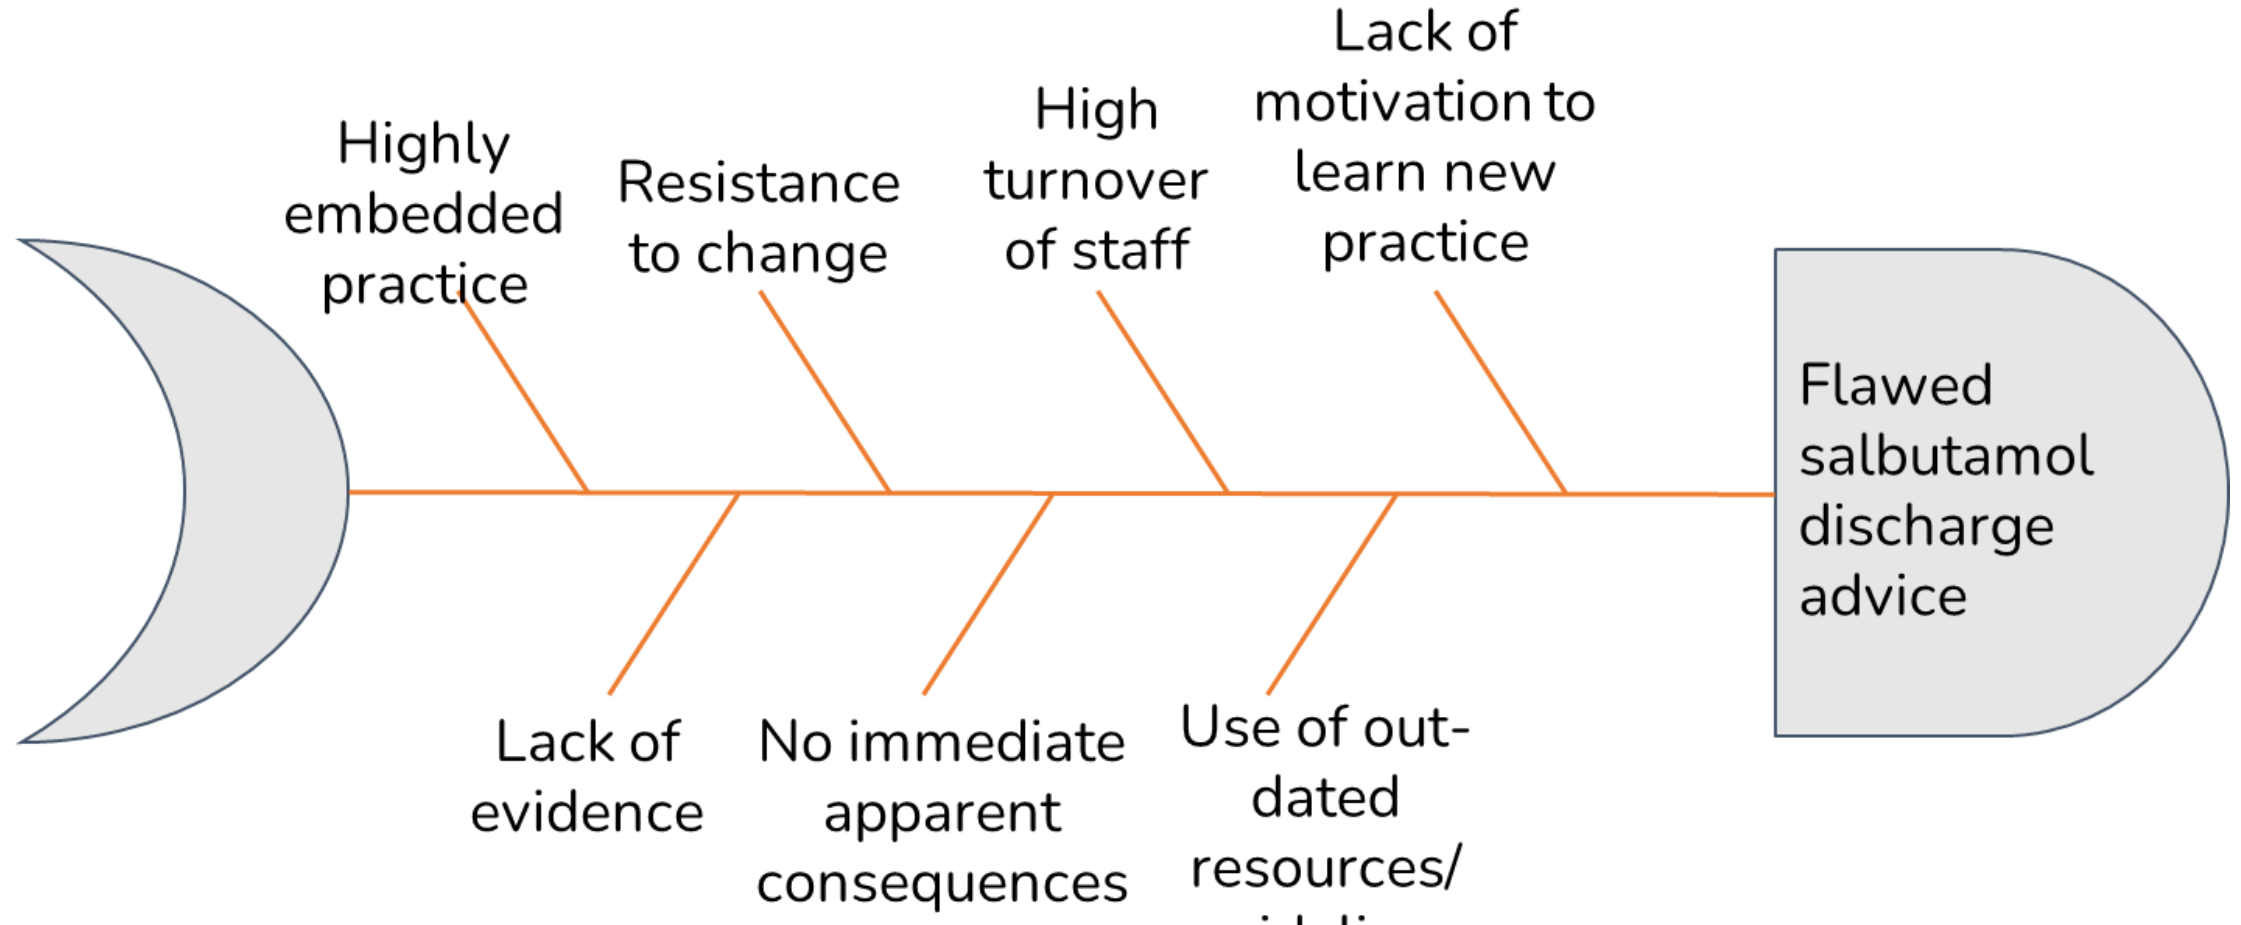 Highly
embedded
practice
Resistance
to change
High
turnover
of staff
Lack of
motivation to
learn new
practice
Flawed
salbutamol
discharge
advice
Lack of
evidence
No immediate
apparent
consequences
Use of out-
dated
resources/